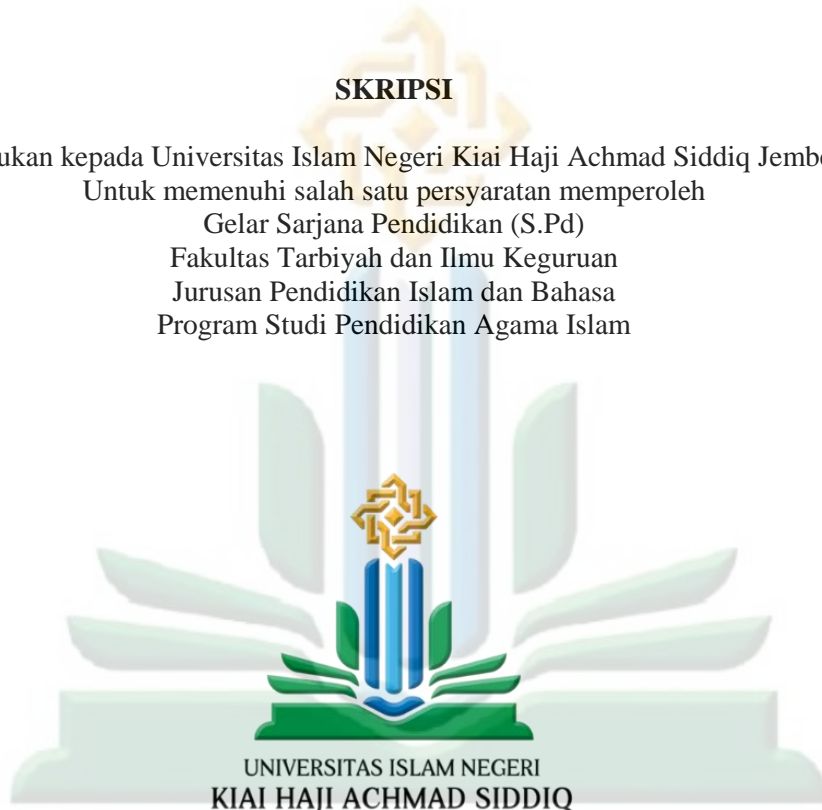 SKRIPSI
ukan kepada Universitas Islam Negeri Kiai Haji Achmad Siddiq Jemb
Untuk memenuhi salah satu persyaratan memperoleh
Gelar Sarjana Pendidikan (S.Pd)
Fakultas Tarbiyah dan Ilmu Keguruan
Jurusan Pendidikan Islam dan Bahasa
Program Studi Pendidikan Agama Islam
UNIVERSITAS ISLAM NEGERI
KIAI HAJI ACHMAD SIDDIQ